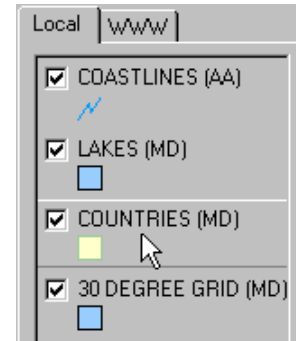 Local WWW
COASTLINES (AA)
LAKES (MD)
COUNTRIES (MD)
30 DEGREE GRID (MD)